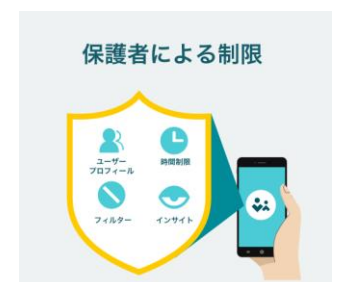 保護者による制限
ユーザー
プロフィール
時間制限
フィルター
インサイト